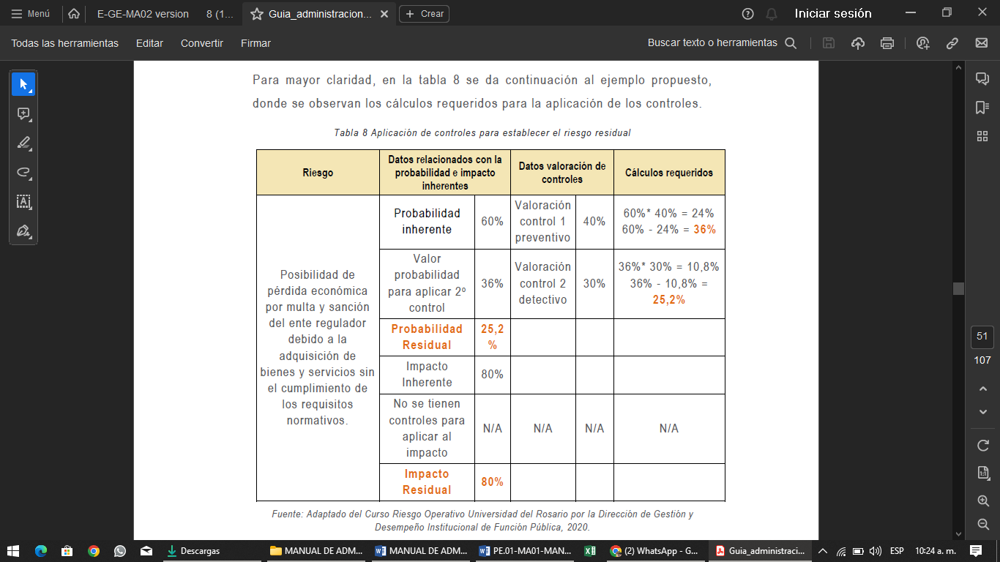 Menú
E-GE-MA02 version
8 (1...
Guia_administracion...
Crear
Iniciar sesión
Todas las herramientas
Editar
Convertir
Firmar
Buscar texto o herramientas
Para mayor claridad, en la tabla 8 se da continuación al ejemplo propuesto,
donde se observan los cálculos requeridos para la aplicación de los controles.
Tabla 8 Aplicación de controles para establecer el riesgo residual
Riesgo
Datos relacionados con la
probabilidad e impacto
inherentes
Datos valoración de
controles
Cálculos requeridos
Posibilidad de
pérdida económica
por multa y sanción
del ente regulador
debido a la
adquisición de
bienes y servicios sin
el cumplimiento de
los requisitos
normativos.
Probabilidad
inherente
60%
Valoración
control 1
preventivo
40%
60%* 40% = 24%
60% - 24% = 36%
Valor
probabilidad
para aplicar 2º
control
36%
Valoración
control 2
detectivo
30%
36%* 30% = 10,8%
36% - 10,8% =
25,2%
Probabilidad
Residual
25,2
%
Impacto
Inherente
80%
No se tienen
controles para
aplicar al
impacto
N/A
N/A
N/A
N/A
Impacto
Residual
80%
Fuente: Adaptado del Curso Riesgo Operativo Universidad del Rosario por la Dirección de Gestión y
Desempeño Institucional de Función Pública, 2020.
51
107
1:1
Descargas
MANUAL DE ADM...
MANUAL DE ADM...
PE.01-MA01-MAN...
(2) WhatsApp - G...
Guia_administraci...
ESP
10:24 a. m.